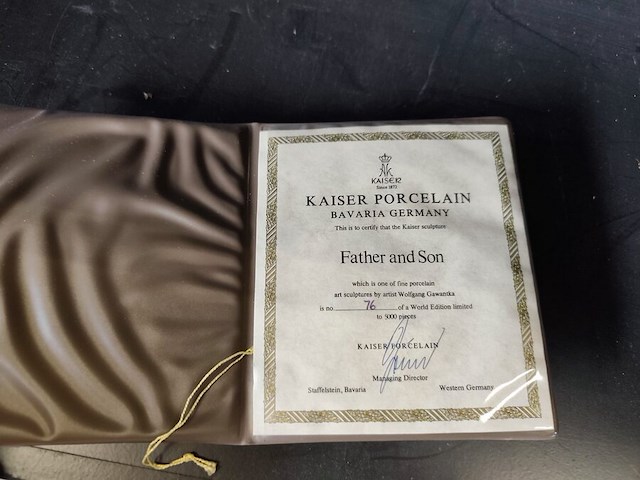 KAISER
Since 1872
KAISER PORCELAIN
BAVARIA GERMANY
This is to certify that the Kaiser sculpture
Father and Son
which is one of fine porcelain
art sculptures by artist Wolfgang Gawantka
is no. 76 of a World Edition limited
to 5000 pieces
KAISER PORCELAIN
Managing Director
Staffelstein, Bavaria Western Germany